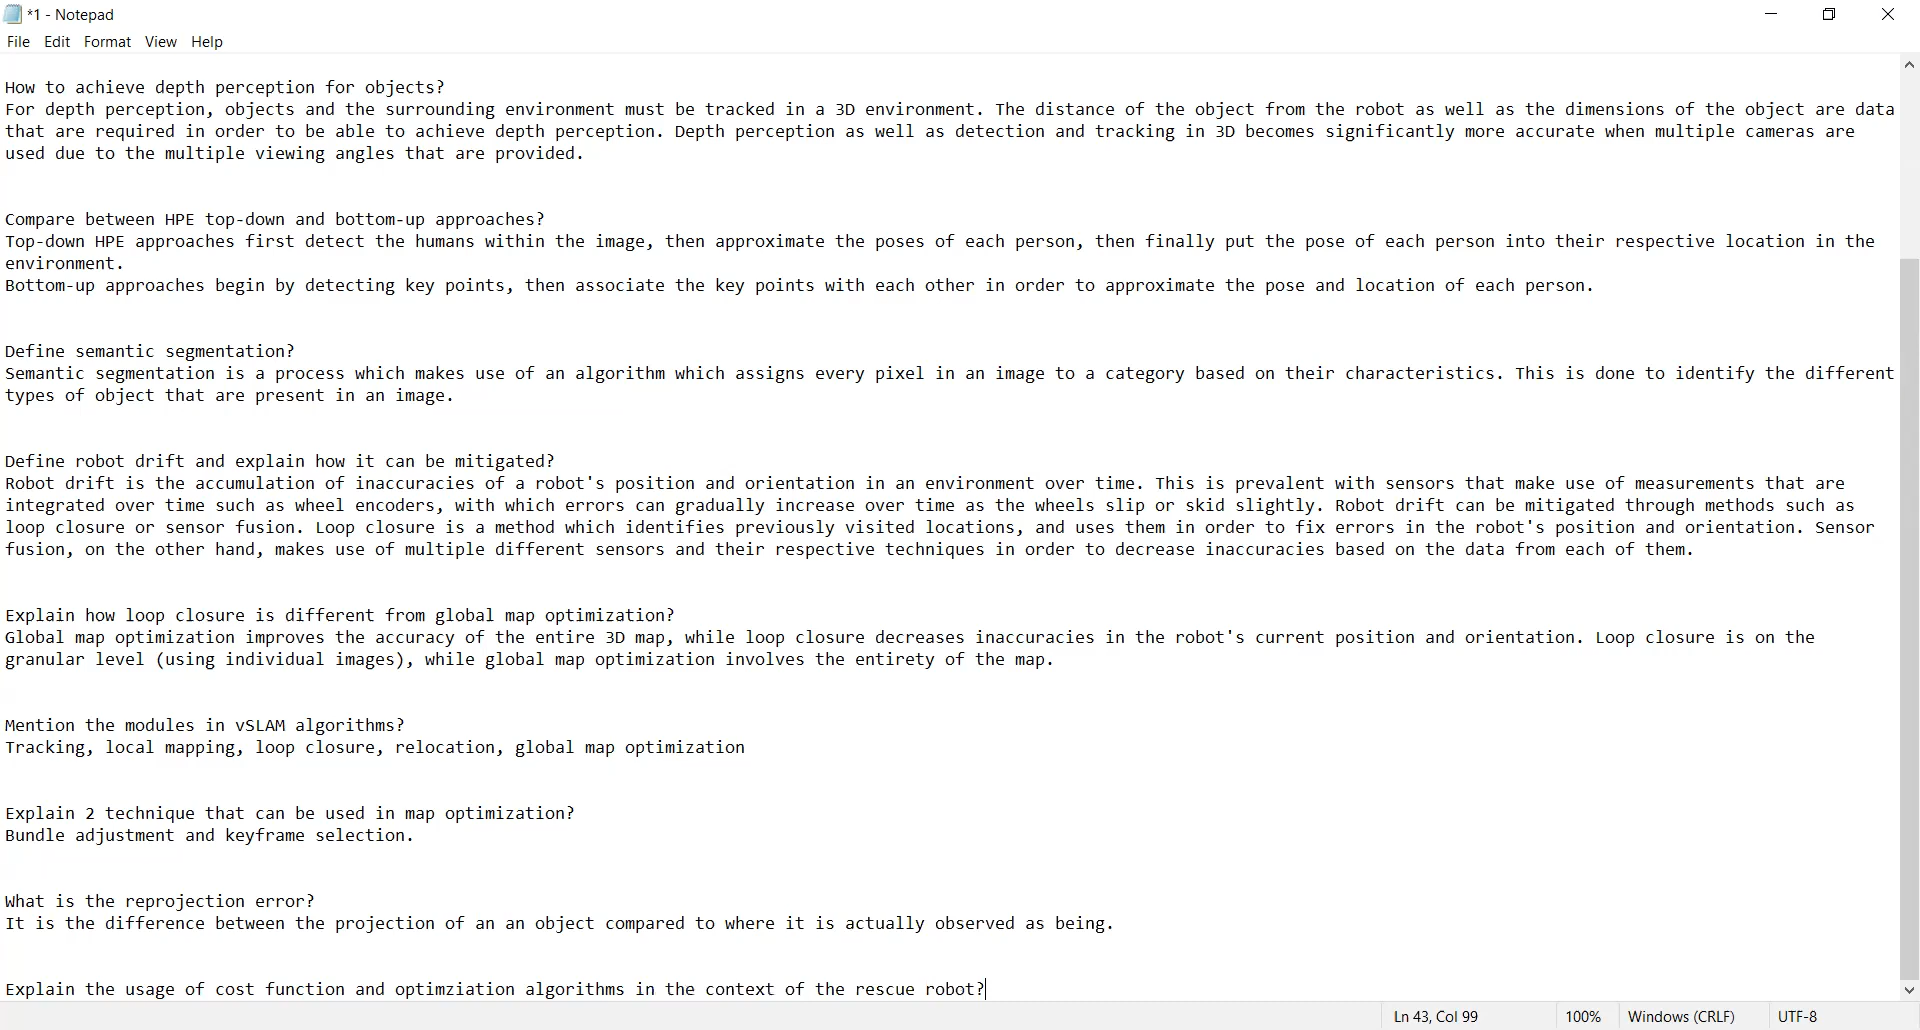 *1 - Notepad
File Edit Format View Help
How to achieve depth perception for objects?
For depth perception, objects and the surrounding environment must be tracked in a 3D environment. The distance of the object from the robot as well as the dimensions of the object are data
that are required in order to be able to achieve depth perception. Depth perception as well as detection and tracking in 3D becomes significantly more accurate when multiple cameras are
used due to the multiple viewing angles that are provided.
Compare between HPE top-down and bottom-up approaches?
Top-down HPE approaches first detect the humans within the image, then approximate the poses of each person, then finally put the pose of each person into their respective location in the
environment.
Bottom-up approaches begin by detecting key points, then associate the key points with each other in order to approximate the pose and location of each person.
Define semantic segmentation?
Semantic segmentation is a process which makes use of an algorithm which assigns every pixel in an image to a category based on their characteristics. This is done to identify the different
types of object that are present in an image.
Define robot drift and explain how it can be mitigated?
Robot drift is the accumulation of inaccuracies of a robot's position and orientation in an environment over time. This is prevalent with sensors that make use of measurements that are
integrated over time such as wheel encoders, with which errors can gradually increase over time as the wheels slip or skid slightly. Robot drift can be mitigated through methods such as
loop closure or sensor fusion. Loop closure is a method which identifies previously visited locations, and uses them in order to fix errors in the robot's position and orientation. Sensor
fusion, on the other hand, makes use of multiple different sensors and their respective techniques in order to decrease inaccuracies based on the data from each of them.
Explain how loop closure is different from global map optimization?
Global map optimization improves the accuracy of the entire 3D map, while loop closure decreases inaccuracies in the robot's current position and orientation. Loop closure is on the
granular level (using individual images), while global map optimization involves the entirety of the map.
Mention the modules in vSLAM algorithms?
Tracking, local mapping, loop closure, relocation, global map optimization
Explain 2 technique that can be used in map optimization?
Bundle adjustment and keyframe selection.
What is the reprojection error?
It is the difference between the projection of an an object compared to where it is actually observed as being.
Explain the usage of cost function and optimziation algorithms in the context of the rescue robot?
Ln 43, Col 99 100% Windows (CRLF) UTF-8